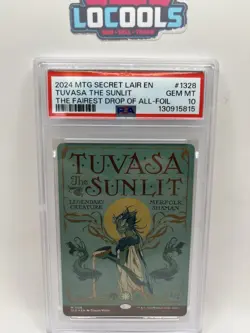 LOCOOLS
2024 MTG SECRET LAIR EN
#1328
TUVASA THE SUNLIT
GEM MT
THE FAIREST DROP OF ALL-FOIL
10
PSA
130915815
TUVASA
The SUNLIT
LEGENDARY
CREATURE
MERFOLK
SHAMAN